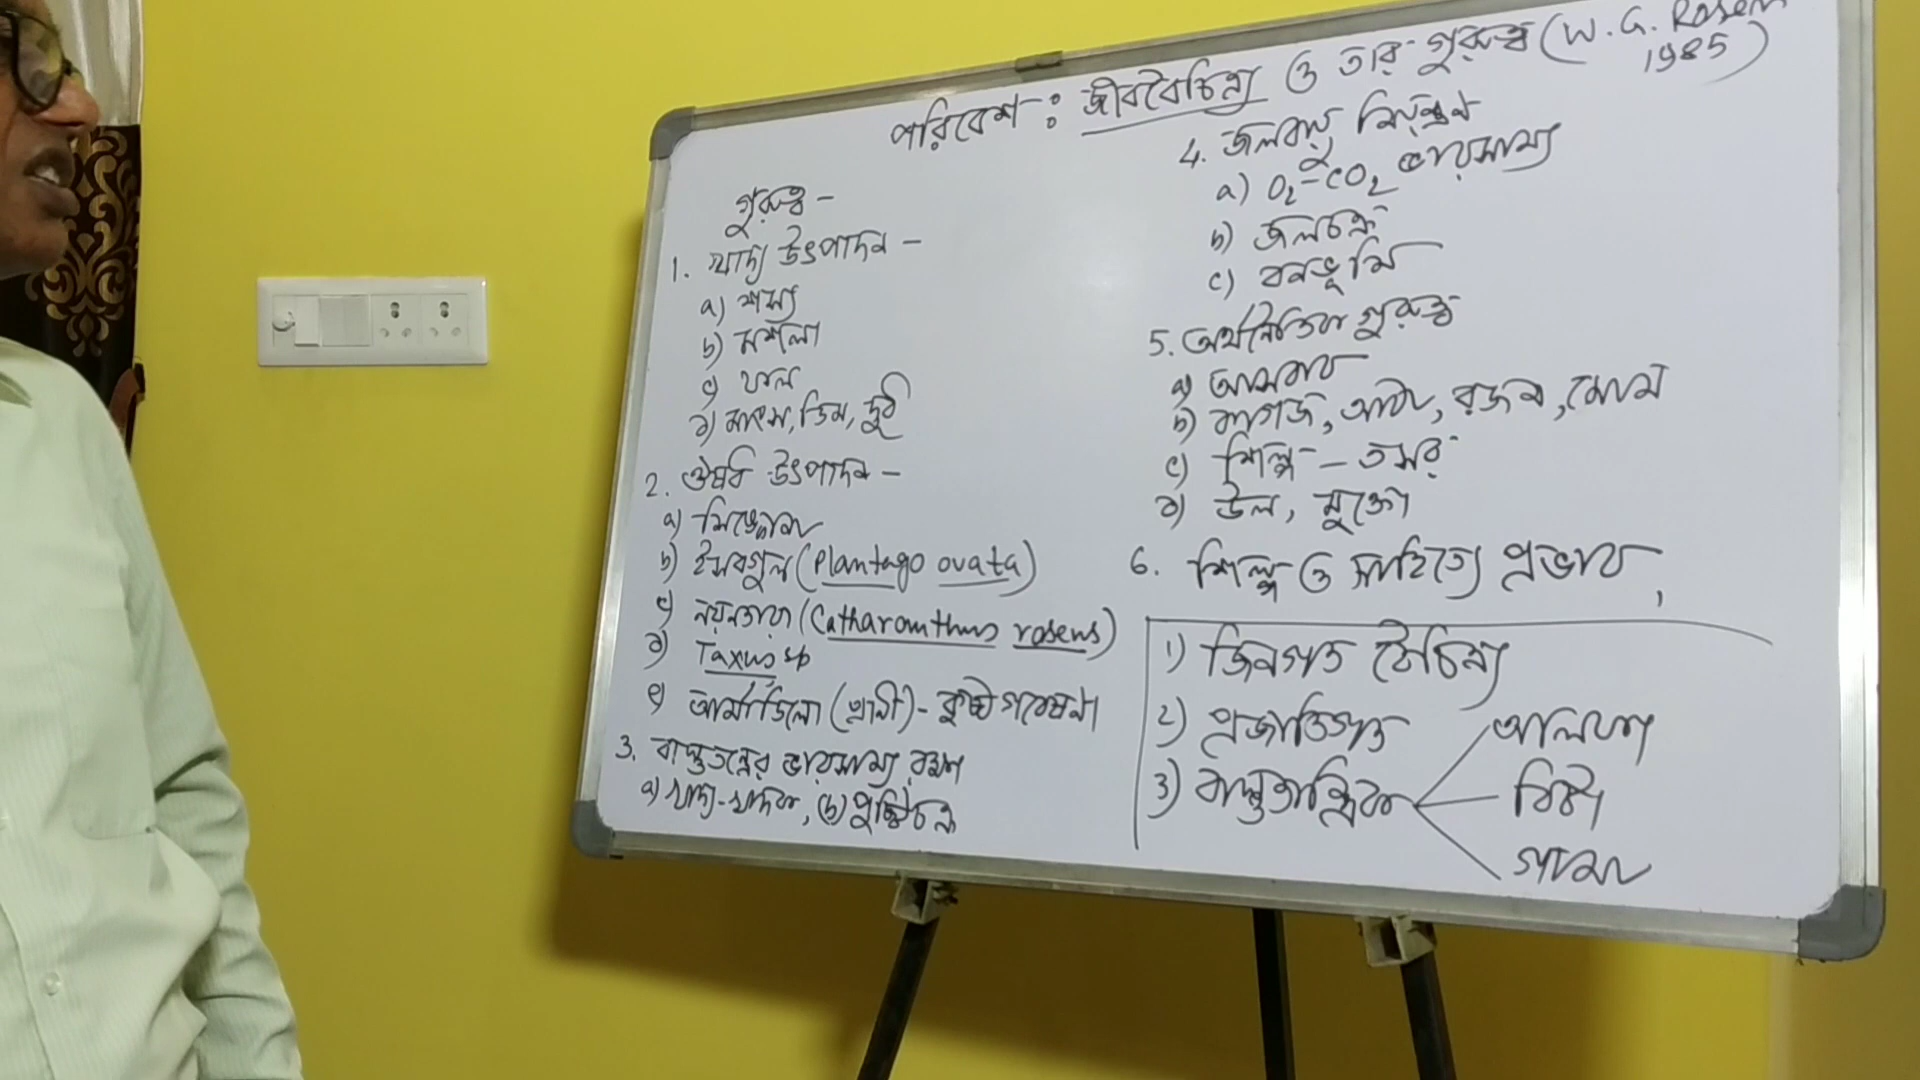 পরিবেশ : জীববৈচিত্র্য ও তার গুরুত্ব (W. G. Rosen 1985)
গুরুত্ব –
1. খাদ্য উৎপাদন –
a) শস্য
b) মশলা
c) ফল
d) মাংস, ডিম, দুধ
2. ঔষধি উৎপাদন –
a) সিঙ্কোনা
b) ইসবগুল (Plantago ovata)
c) নয়নতারা (Catharanthus roseus)
d) Taxus sp
e) আর্মাডিলো (প্রাণী) – কুষ্ঠ গবেষণা
3. বাস্তুতন্ত্রের ভারসাম্য রক্ষা
a) খাদ্য-খাদক, (b) পুষ্টিচক্র
4. জলবায়ু নিয়ন্ত্রণ
a) O2-CO2 ভারসাম্য
b) জলচক্র
c) বনভূমি
5. অর্থনৈতিক গুরুত্ব
a) আসবাব
b) কাগজ, আঠা, রজন, মোম
c) শিল্প – তসর
d) উল, মুক্তো
6. শিল্প ও সাহিত্যে প্রভাব,
1) জিনগত বৈচিত্র্য
2) প্রজাতিগত
3) বাস্তুতান্ত্রিক
আলফা
বিটা
গামা